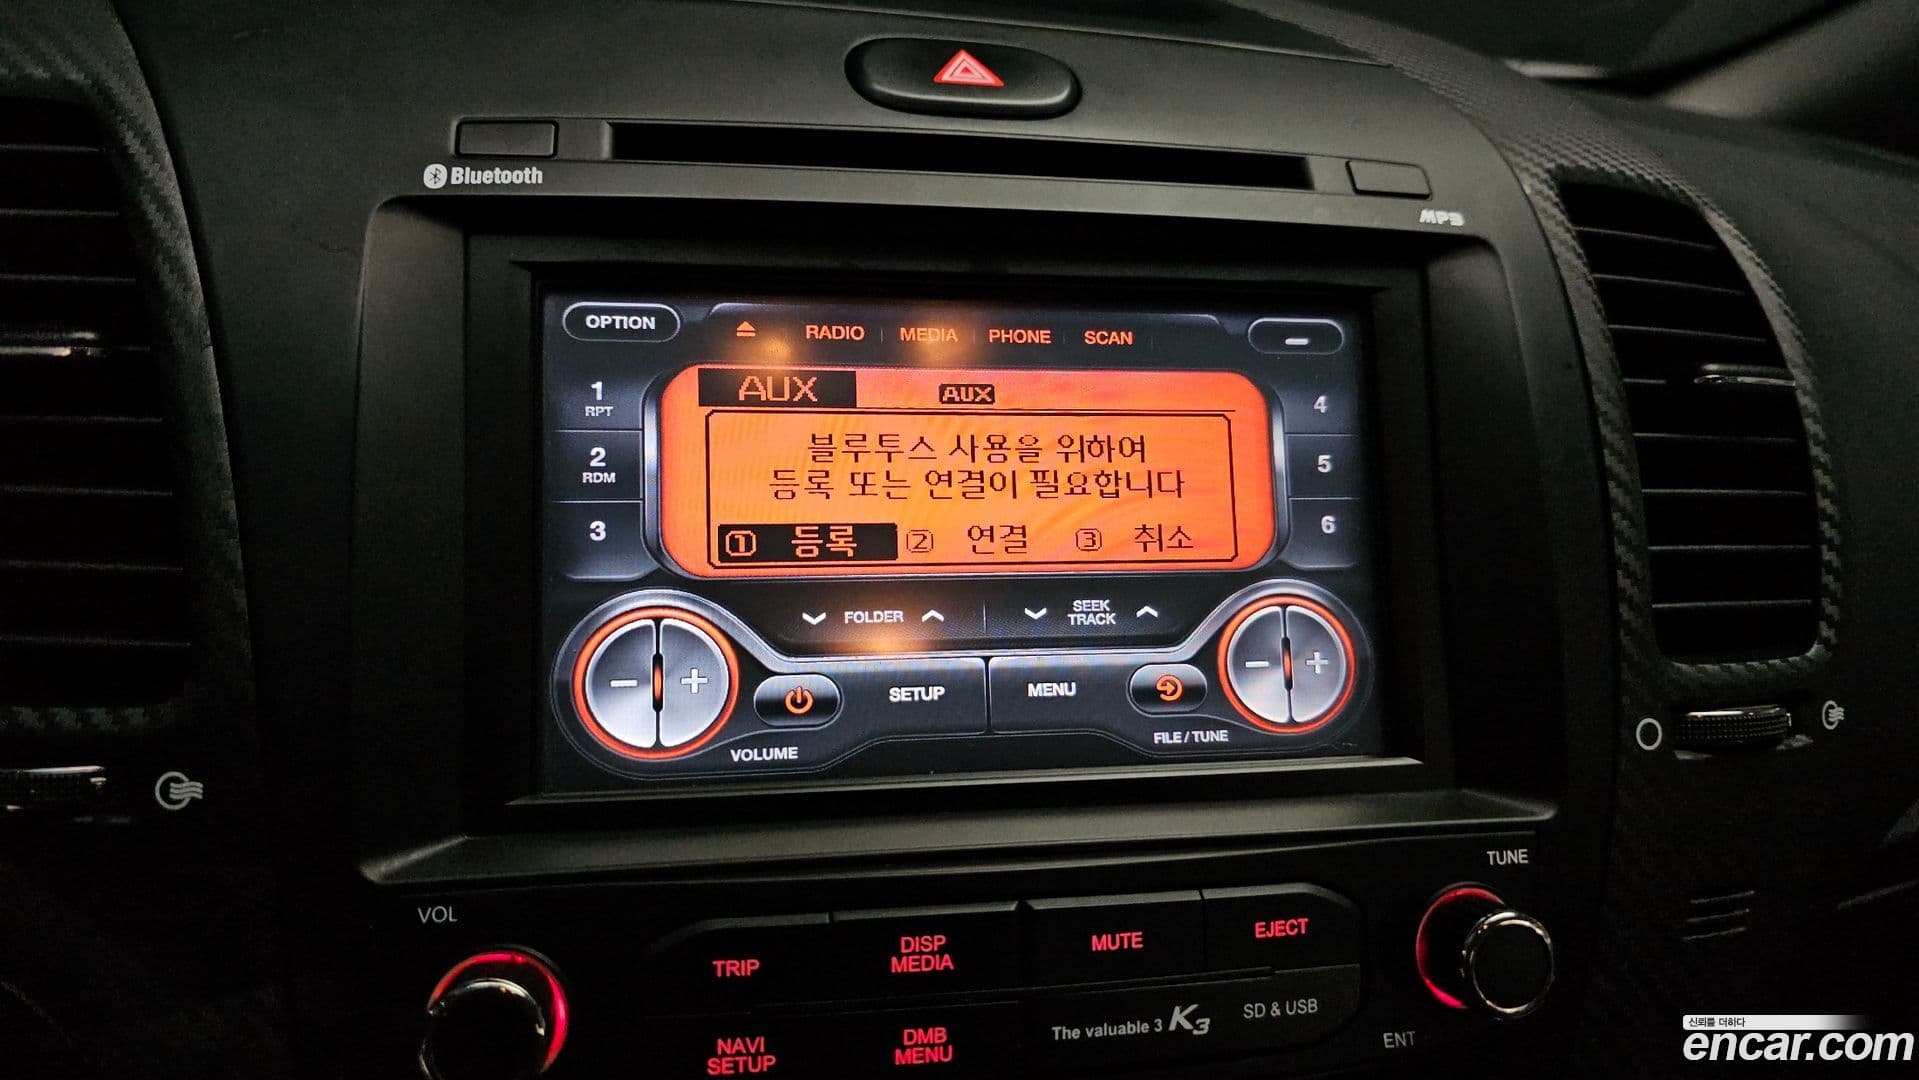 Bluetooth
MP3
OPTION
RADIO
MEDIA
PHONE
SCAN
1
RPT
2
RDM
3
4
5
6
AUX
AUX
블루투스 사용을 위하여
등록 또는 연결이 필요합니다
① 등록 ② 연결 ③ 취소
FOLDER
SEEK
TRACK
SETUP
MENU
VOLUME
FILE / TUNE
VOL
TUNE
TRIP
DISP
MEDIA
MUTE
EJECT
NAVI
SETUP
DMB
MENU
The valuable 3 K3
SD & USB
ENT
신뢰를 더하다
encar.com